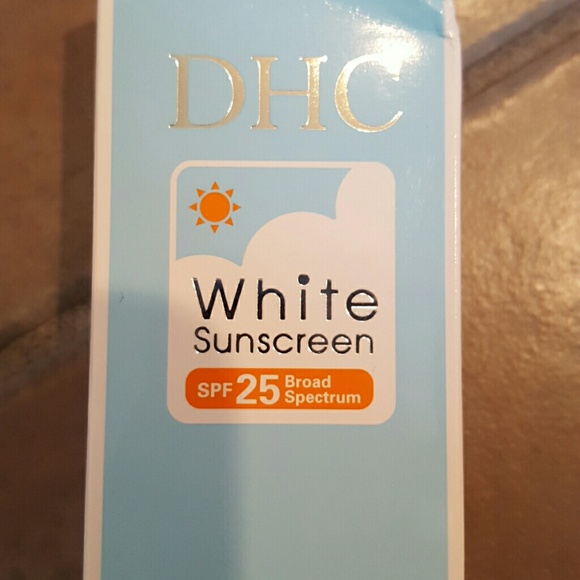 DHC
White
Sunscreen
SPF 25 Broad
Spectrum